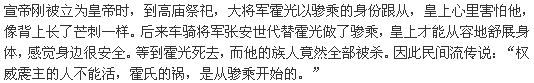 宣帝刚被立为皇帝时，到高庙祭祀，大将军霍光以骖乘的身份跟从，皇上心里害怕他，
像背上长了芒刺一样。后来车骑将军张安世代替霍光做了骖乘，皇上才能从容地舒展身
体，感觉身边很安全。等到霍光死去，而他的族人竟然全部被杀。因此民间流传说：“权
威震主的人不能活，霍氏的祸，是从骖乘开始的。”